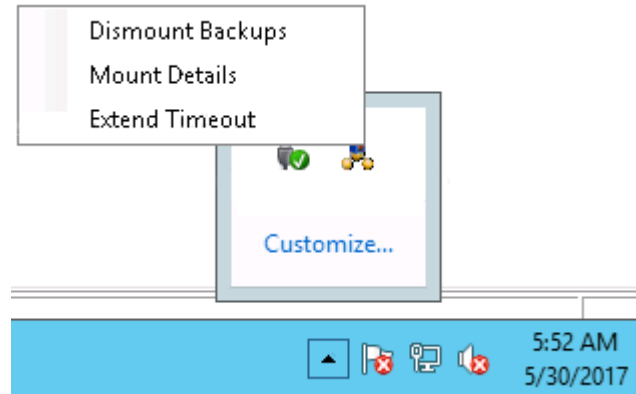 Dismount Backups
Mount Details
Extend Timeout
Customize...
5:52 AM
5/30/2017